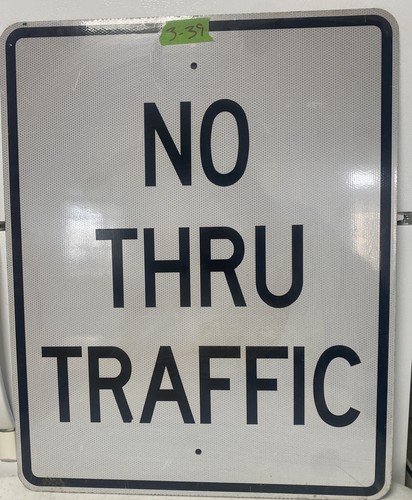 3-39
NO
THRU
TRAFFIC